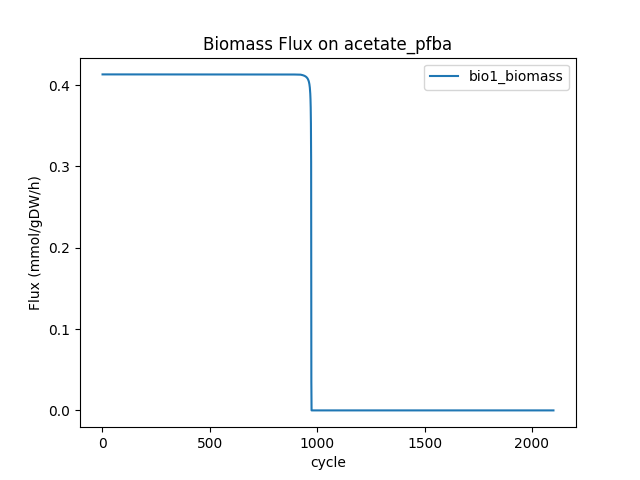 Biomass Flux on acetate_pfba
bio1_biomass
Flux (mmol/gDW/h)
0.4
0.3
0.2
0.1
0.0
0 500 1000 1500 2000
cycle